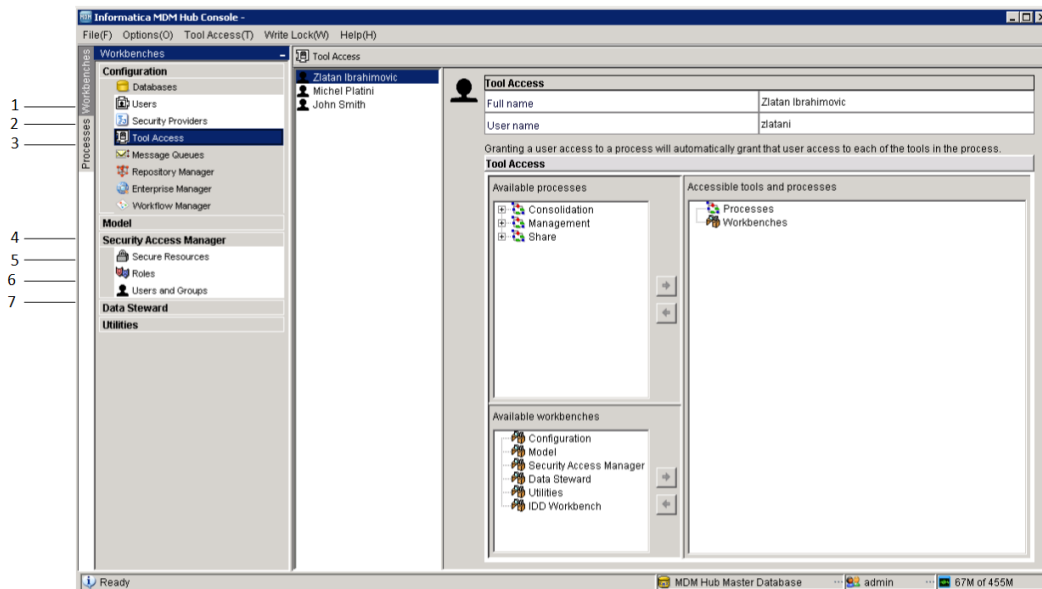 Informatica MDM Hub Console -
File(F) Options(O) Tool Access(T) Write Lock(W) Help(H)
Workbenches
Processes
Workbenches
Configuration
Databases
Users
Security Providers
Tool Access
Message Queues
Repository Manager
Enterprise Manager
Workflow Manager
Model
Security Access Manager
Secure Resources
Roles
Users and Groups
Data Steward
Utilities
1
2
3
4
5
6
7
Tool Access
Zlatan Ibrahimovic
Michel Platini
John Smith
Tool Access
Full name Zlatan Ibrahimovic
User name zlatani
Granting a user access to a process will automatically grant that user access to each of the tools in the process.
Tool Access
Available processes
Consolidation
Management
Share
Available workbenches
Configuration
Model
Security Access Manager
Data Steward
Utilities
IDD Workbench
Accessible tools and processes
Processes
Workbenches
Ready
MDM Hub Master Database
admin
67M of 455M